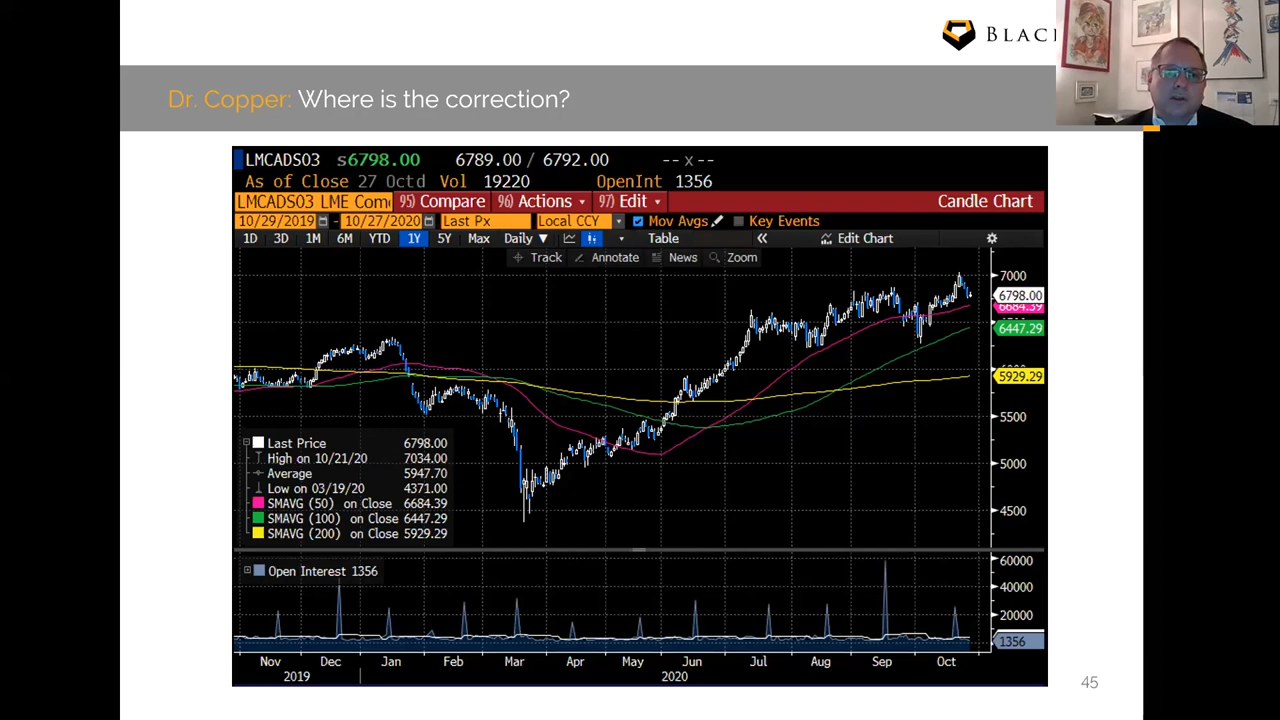 BLACK
Dr. Copper: Where is the correction?
LMCADS03 s6798.00 6789.00 / 6792.00 -- x --
As of Close 27 Octd Vol 19220 OpenInt 1356
LMCADS03 LME Com 95) Compare 96) Actions 97) Edit Candle Chart
10/29/2019 - 10/27/2020 Last Px Local CCY Mov Avgs Key Events
1D 3D 1M 6M YTD 1Y 5Y Max Daily ▼ Table « Edit Chart
Track Annotate News Zoom
7000
6798.00
6684.39
6447.29
5929.29
5500
5000
4500
Last Price 6798.00
High on 10/21/20 7034.00
Average 5947.70
Low on 03/19/20 4371.00
SMAVG (50) on Close 6684.39
SMAVG (100) on Close 6447.29
SMAVG (200) on Close 5929.29
Open Interest 1356
60000
40000
20000
1356
Nov Dec Jan Feb Mar Apr May Jun Jul Aug Sep Oct
2019 2020
45